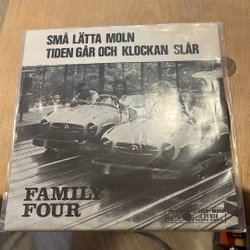 SMÅ LÄTTA MOLN
TIDEN GÅR OCH KLOCKAN SLÅR
FAMILY
FOUR